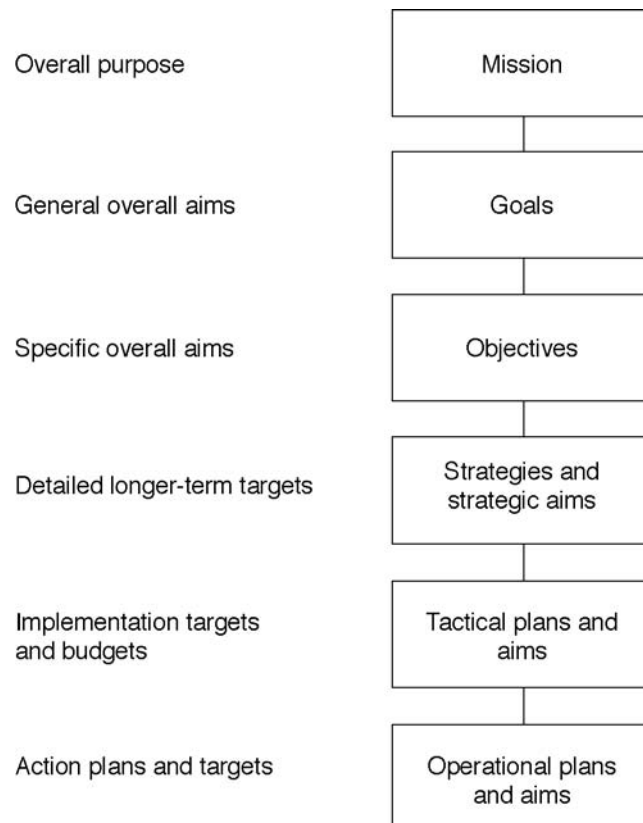 Overall purpose
Mission
General overall aims
Goals
Specific overall aims
Objectives
Detailed longer-term targets
Strategies and
strategic aims
Implementation targets
and budgets
Tactical plans and
aims
Action plans and targets
Operational plans
and aims